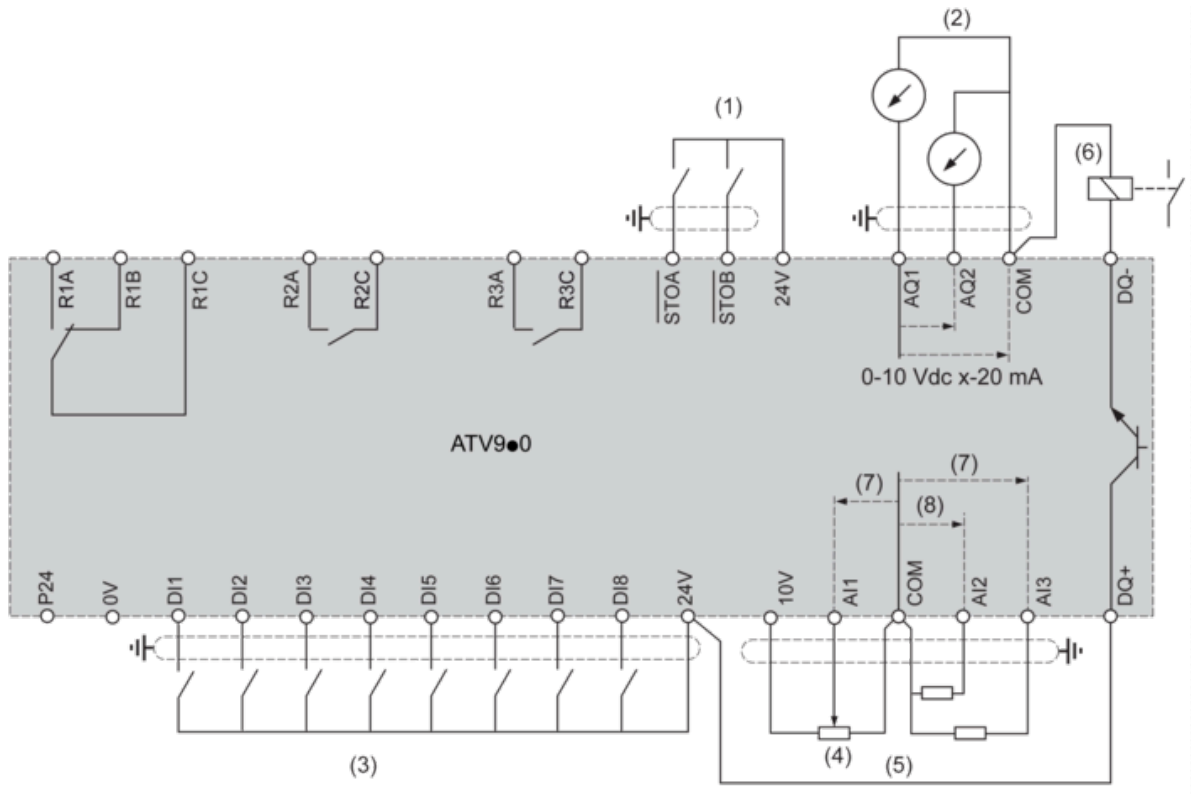 (2)
(1)
(6)
R1A
R1B
R1C
R2A
R2C
R3A
R3C
STOA
STOB
24V
AQ1
AQ2
COM
DQ-
0-10 Vdc x-20 mA
ATV9●0
(7)
(7)
(8)
P24
0V
DI1
DI2
DI3
DI4
DI5
DI6
DI7
DI8
24V
10V
AI1
COM
AI2
AI3
DQ+
(4)
(3)
(5)